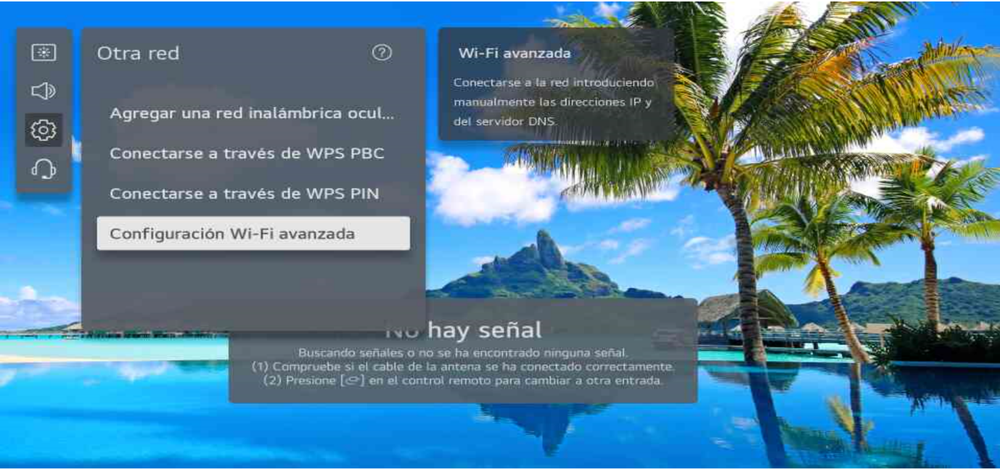 Otra red
Agregar una red inalámbrica ocul...
Conectarse a través de WPS PBC
Conectarse a través de WPS PIN
Configuración Wi-Fi avanzada
Wi-Fi avanzada
Conectarse a la red introduciendo
manualmente las direcciones IP y
del servidor DNS.
No hay señal
Buscando señales o no se ha encontrado ninguna señal.
(1) Compruebe si el cable de la antena se ha conectado correctamente.
(2) Presione [⏎] en el control remoto para cambiar a otra entrada.